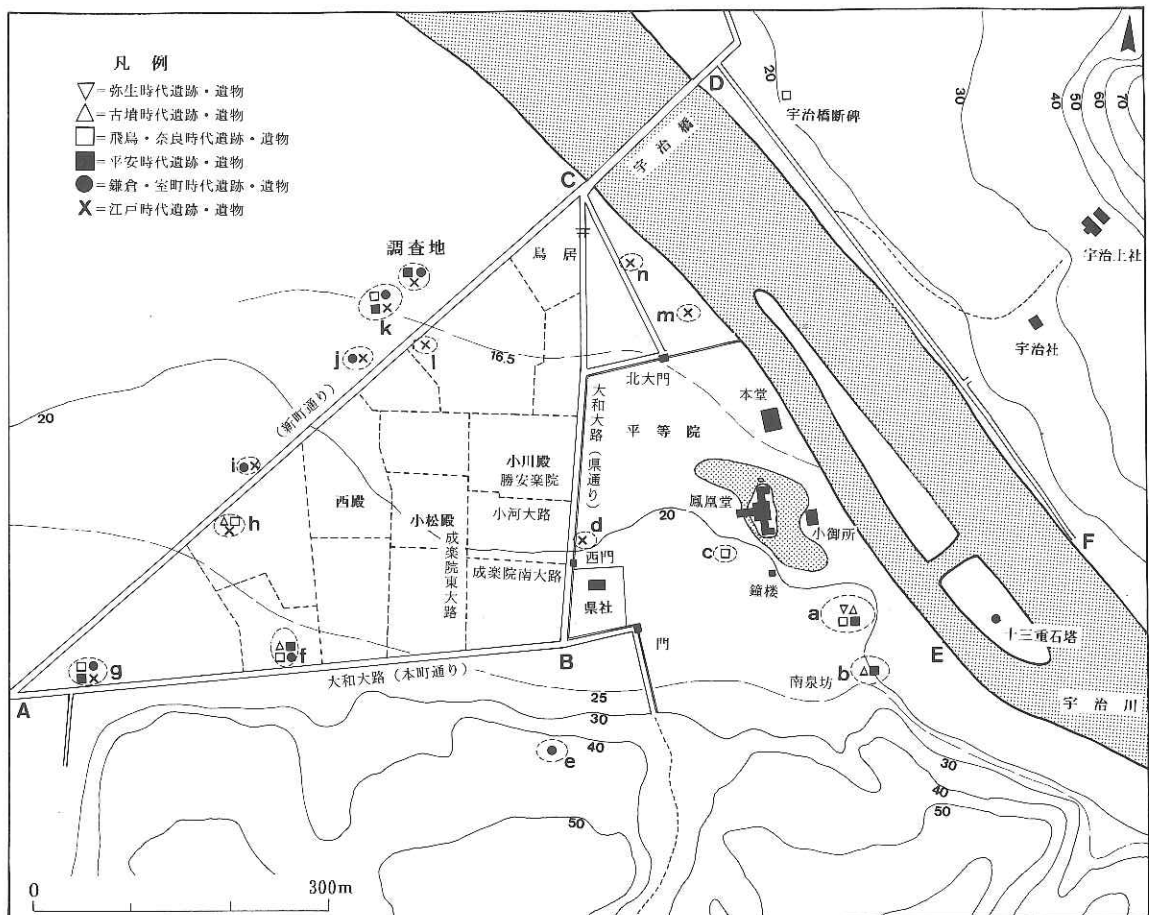 凡例
▽=弥生時代遺跡・遺物
△=古墳時代遺跡・遺物
□=飛鳥・奈良時代遺跡・遺物
■=平安時代遺跡・遺物
●=鎌倉・室町時代遺跡・遺物
X=江戸時代遺跡・遺物
D
20
30
40
50
60
70
宇治橋断碑
宇治橋
C
宇治上社
宇治社
調査地
鳥居
n
m
k
j
l
16.5
北大門
大和大路(県通り)
本堂
平等院
20
(新町通り)
i
h
西殿
小松殿
成楽院東大路
小川殿
勝安楽院
小河大路
成楽院南大路
d
西門
県社
20
鳳凰堂
小御所
c
鐘楼
F
a
十三重石塔
E
門
南泉坊
b
宇治川
g
f
B
大和大路(本町通り)
A
25
30
40
e
50
30
40
50
0
300m